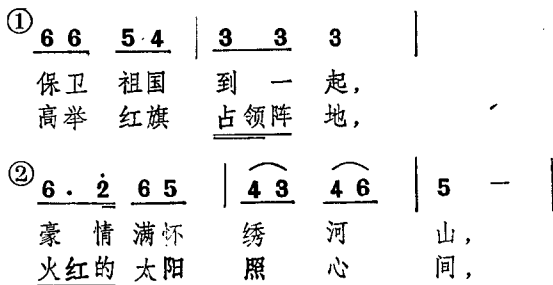 ① 6 6 5·4 | 3 3 3 |
保卫 祖国 到 一 起，
高举 红旗 占领阵 地，
② 6. 2̇ 6 5 | 4 3 4 6 | 5 — |
豪 情 满怀 绣 河 山，
火红的 太阳 照 心 间，